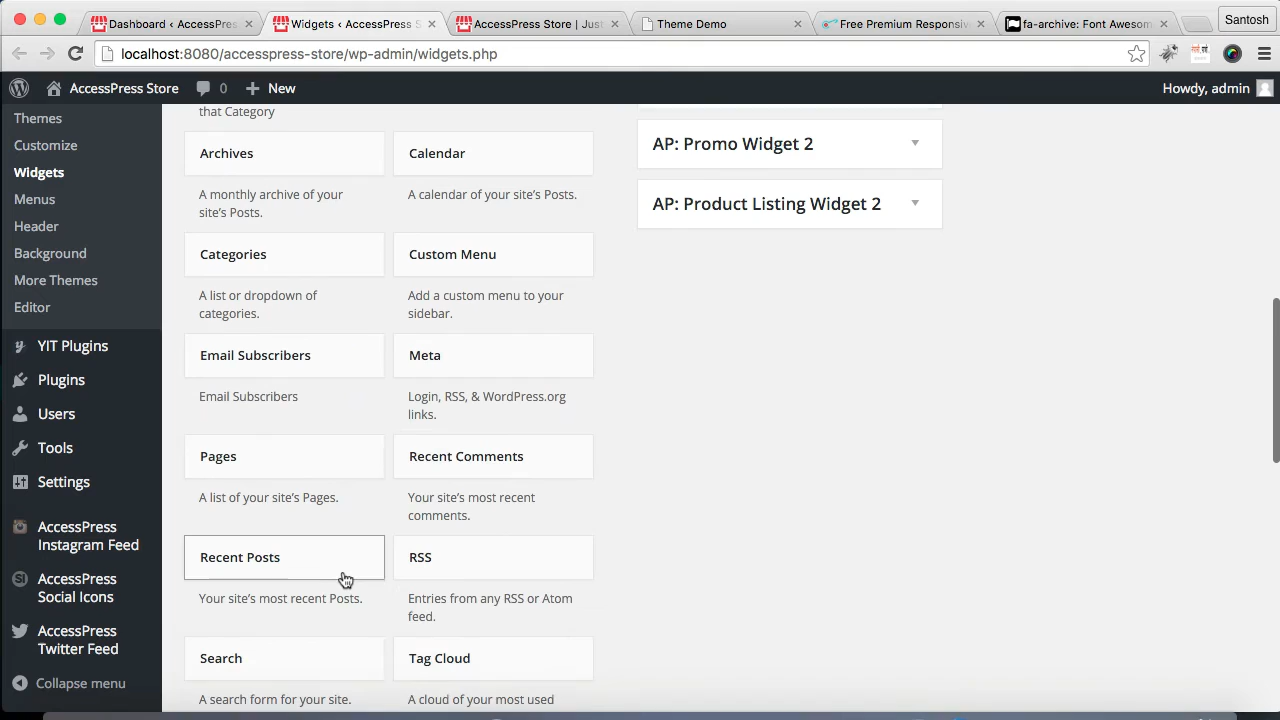 Dashboard ‹ AccessPres
Widgets ‹ AccessPress S
AccessPress Store | Just
Theme Demo
Free Premium Responsiv
fa-archive: Font Awesom
Santosh
localhost:8080/accesspress-store/wp-admin/widgets.php
AccessPress Store
0
+ New
Howdy, admin
Themes
Customize
Widgets
Menus
Header
Background
More Themes
Editor
YIT Plugins
Plugins
Users
Tools
Settings
AccessPress
Instagram Feed
AccessPress
Social Icons
AccessPress
Twitter Feed
Collapse menu
that Category
Archives
A monthly archive of your
site's Posts.
Calendar
A calendar of your site's Posts.
Categories
A list or dropdown of
categories.
Custom Menu
Add a custom menu to your
sidebar.
Email Subscribers
Email Subscribers
Meta
Login, RSS, & WordPress.org
links.
Pages
A list of your site's Pages.
Recent Comments
Your site's most recent
comments.
Recent Posts
Your site's most recent Posts.
RSS
Entries from any RSS or Atom
feed.
Search
A search form for your site.
Tag Cloud
A cloud of your most used
AP: Promo Widget 2
AP: Product Listing Widget 2